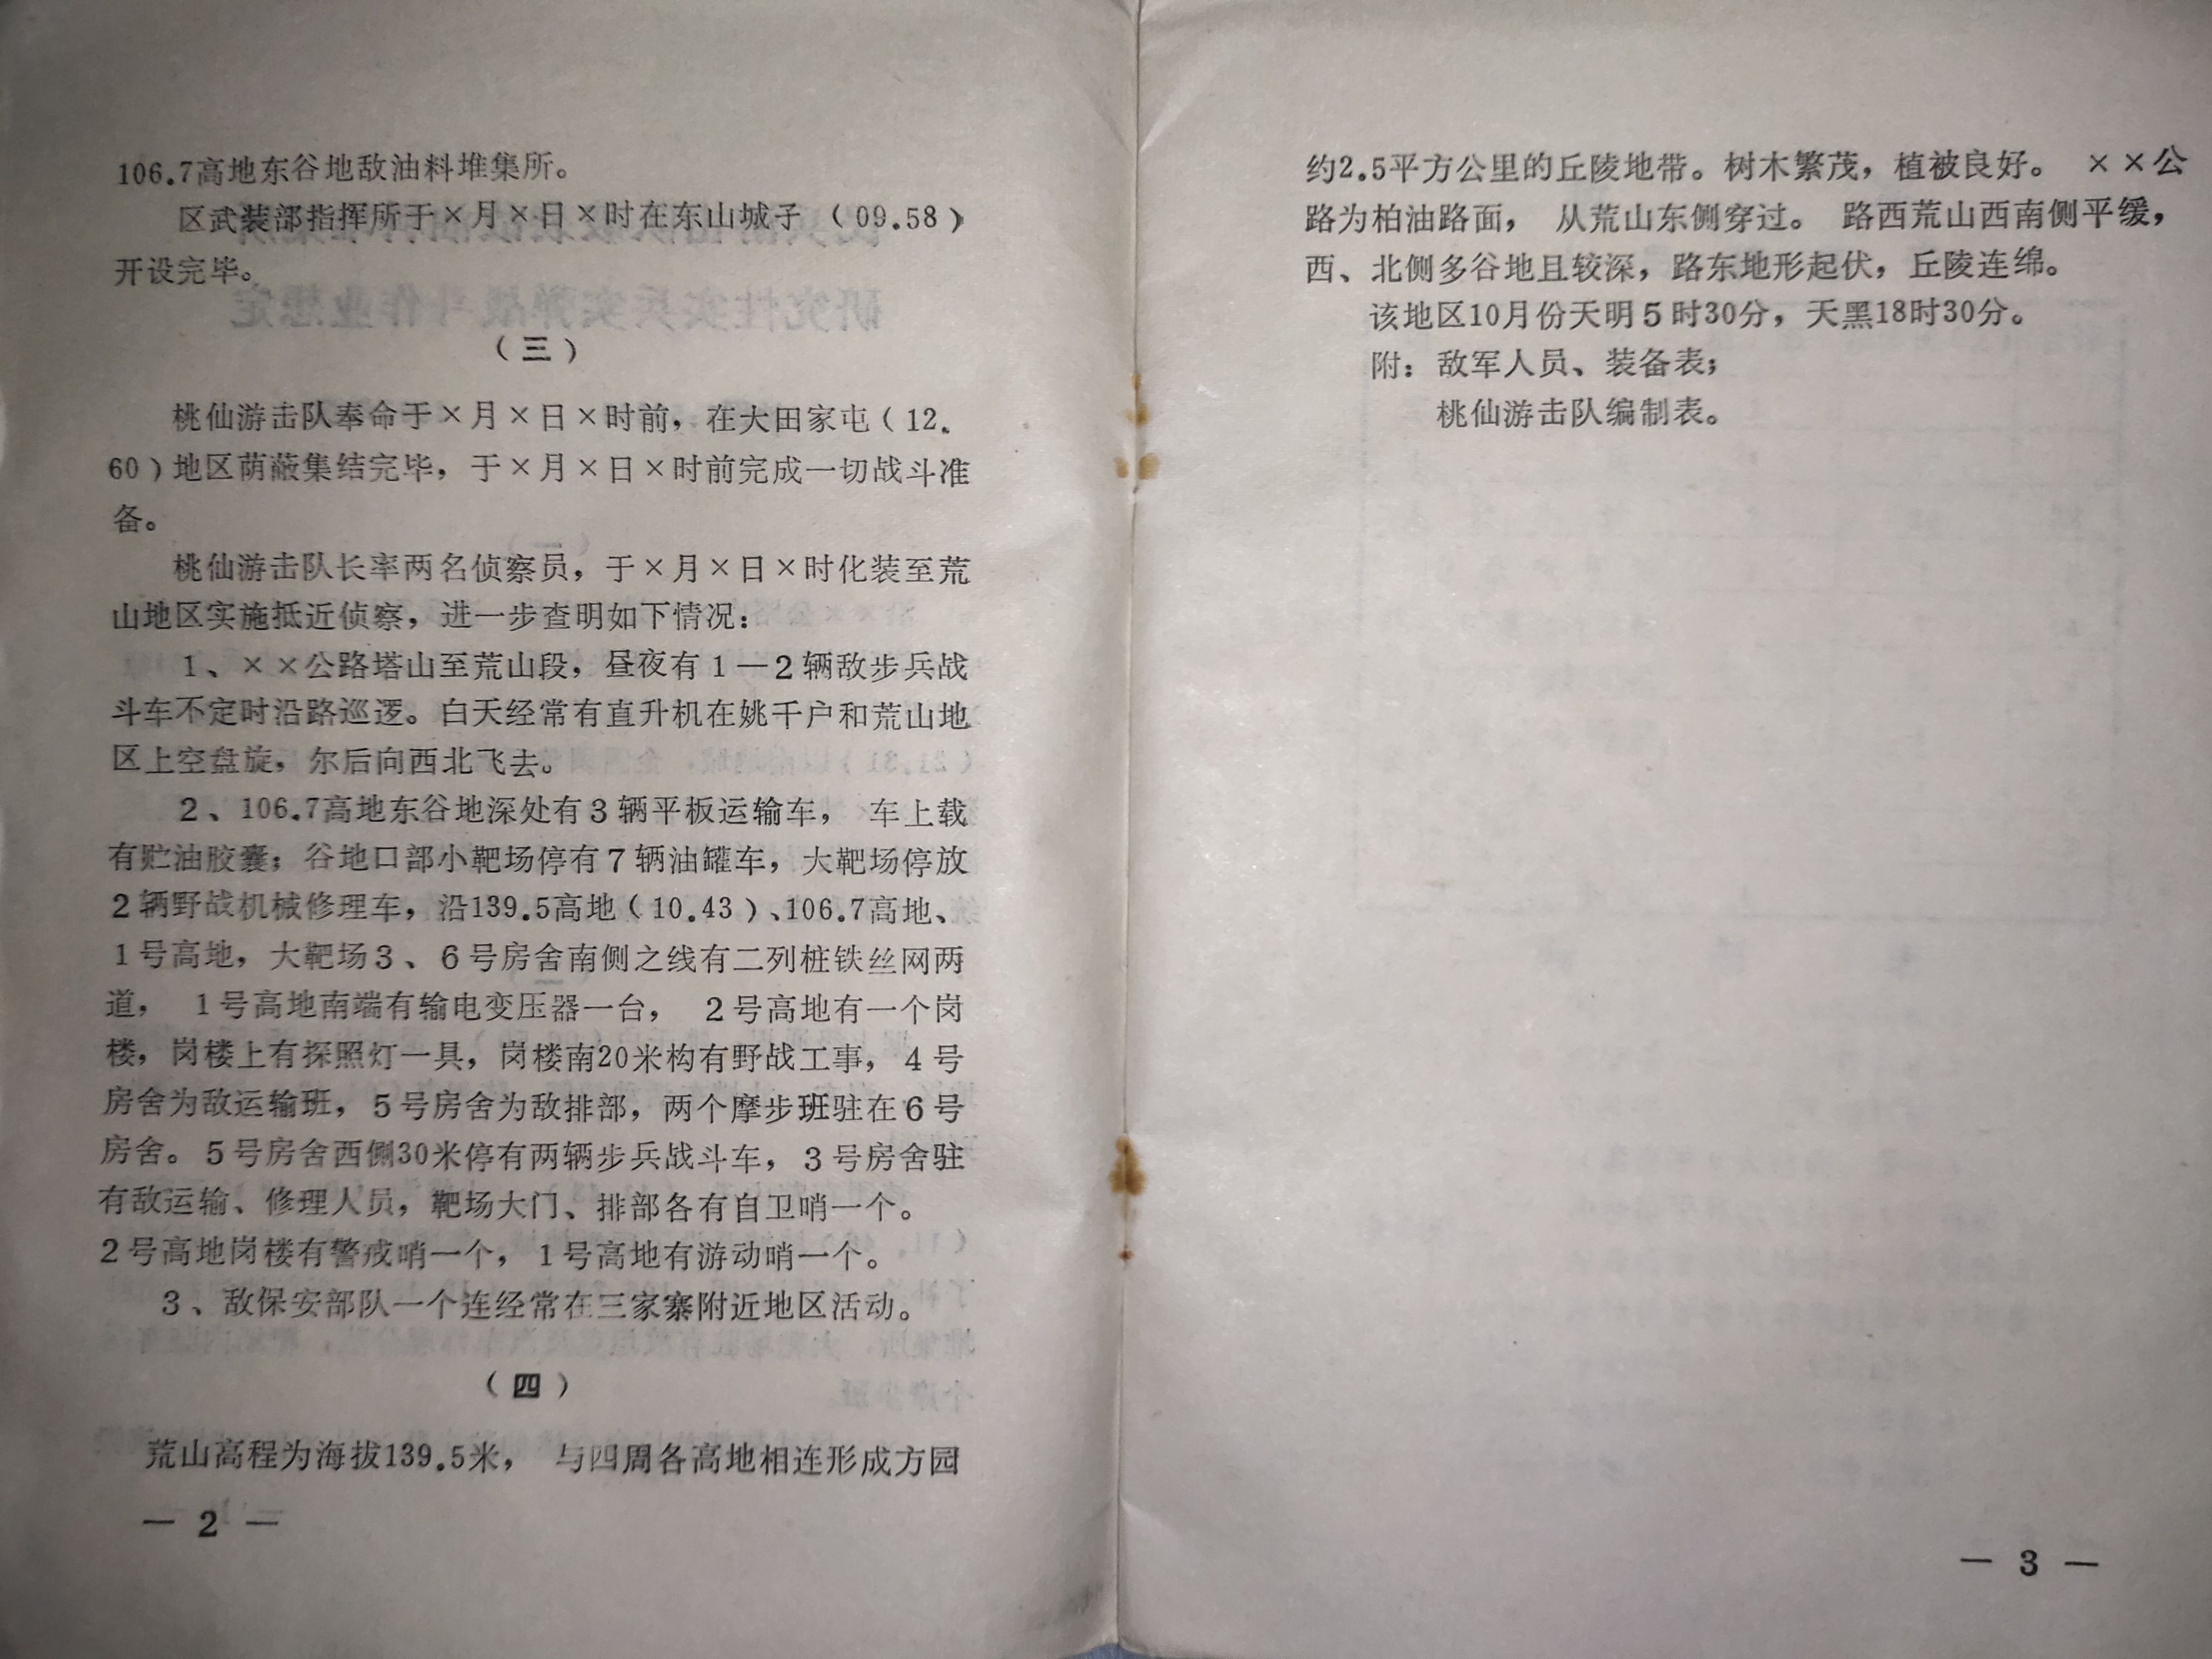 106.7高地东谷地敌油料堆集所。
区武装部指挥所于×月×日×时在东山城子（09.58）
开设完毕。
（三）
桃仙游击队奉命于×月×日×时前，在大田家屯（12.
60）地区荫蔽集结完毕，于×月×日×时前完成一切战斗准
备。
桃仙游击队长率两名侦察员，于×月×日×时化装至荒
山地区实施抵近侦察，进一步查明如下情况：
1、××公路塔山至荒山段，昼夜有1—2辆敌步兵战
斗车不定时沿路巡逻。白天经常有直升机在姚千户和荒山地
区上空盘旋，尔后向西北飞去。
2、106.7高地东谷地深处有3辆平板运输车，车上载
有贮油胶囊；谷地口部小靶场停有7辆油罐车，大靶场停放
2辆野战机械修理车，沿139.5高地（10.43）、106.7高地、
1号高地，大靶场3、6号房舍南侧之线有二列桩铁丝网两
道，1号高地南端有输电变压器一台，2号高地有一个岗
楼，岗楼上有探照灯一具，岗楼南20米构有野战工事，4号
房舍为敌运输班，5号房舍为敌排部，两个摩步班驻在6号
房舍。5号房舍西侧30米停有两辆步兵战斗车，3号房舍驻
有敌运输、修理人员，靶场大门、排部各有自卫哨一个。
2号高地岗楼有警戒哨一个，1号高地有游动哨一个。
3、敌保安部队一个连经常在三家寨附近地区活动。
（四）
荒山高程为海拔139.5米，与四周各高地相连形成方园
— 2 —
约2.5平方公里的丘陵地带。树木繁茂，植被良好。××公
路为柏油路面，从荒山东侧穿过。路西荒山西南侧平缓，
西、北侧多谷地且较深，路东地形起伏，丘陵连绵。
该地区10月份天明5时30分，天黑18时30分。
附：敌军人员、装备表；
桃仙游击队编制表。
— 3 —